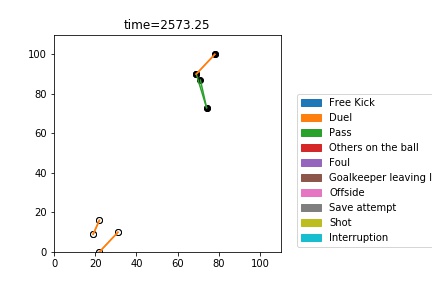 time=2573.25
100
80
60
40
20
0
0 20 40 60 80 100
Free Kick
Duel
Pass
Others on the ball
Foul
Goalkeeper leaving l
Offside
Save attempt
Shot
Interruption